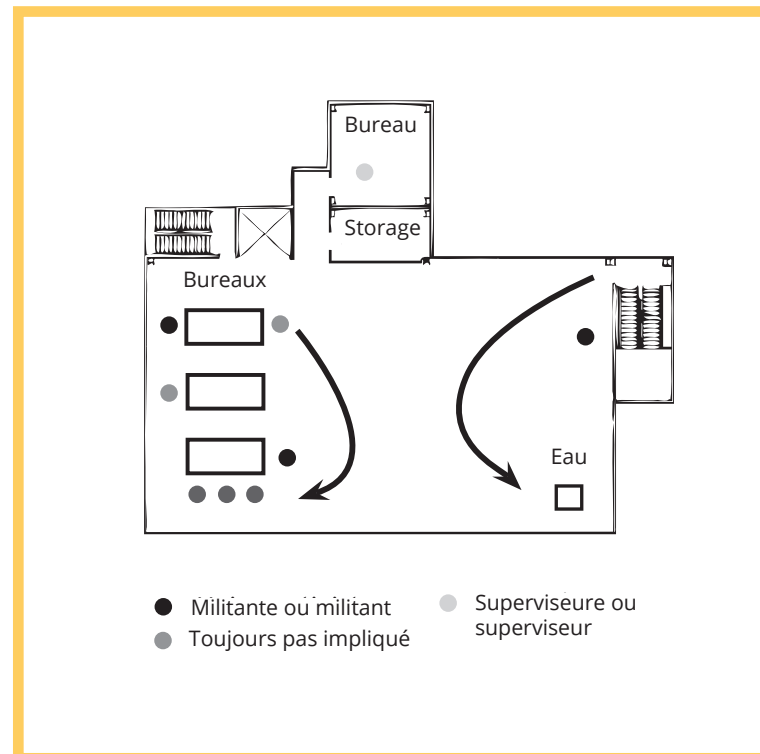 Bureau
Storage
Bureaux
Eau
Militante ou militant
Toujours pas impliqué
Superviseure ou
superviseur